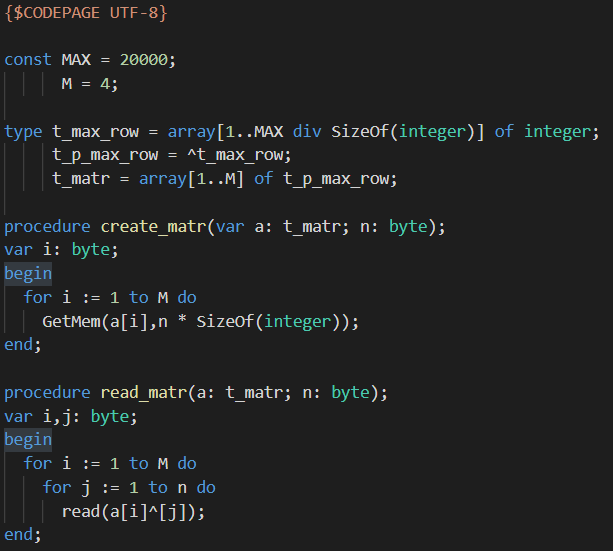 {$CODEPAGE UTF-8}
const MAX = 20000;
M = 4;
type t_max_row = array[1..MAX div SizeOf(integer)] of integer;
t_p_max_row = ^t_max_row;
t_matr = array[1..M] of t_p_max_row;
procedure create_matr(var a: t_matr; n: byte);
var i: byte;
begin
for i := 1 to M do
GetMem(a[i],n * SizeOf(integer));
end;
procedure read_matr(a: t_matr; n: byte);
var i,j: byte;
begin
for i := 1 to M do
for j := 1 to n do
read(a[i]^[j]);
end;